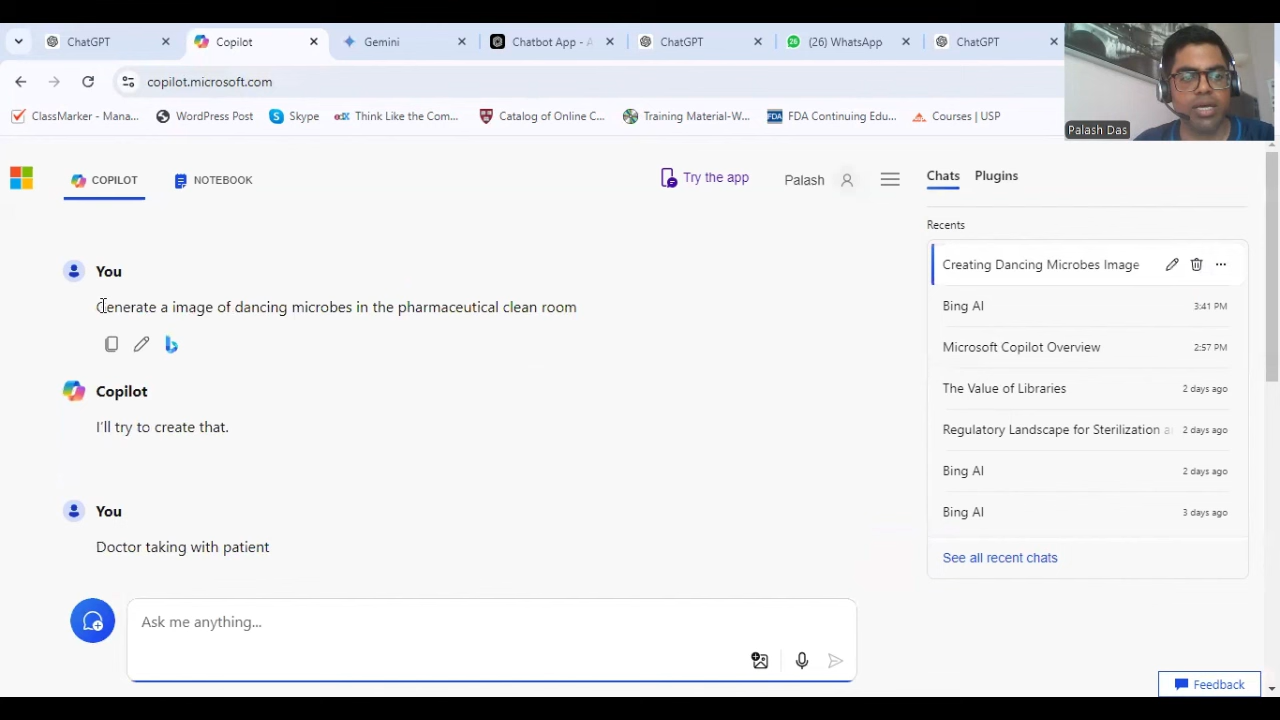 ChatGPT
Copilot
Gemini
Chatbot App - A
ChatGPT
(26) WhatsApp
ChatGPT
copilot.microsoft.com
ClassMarker - Mana...
WordPress Post
Skype
edX Think Like the Com...
Catalog of Online C...
Training Material-W...
FDA FDA Continuing Edu...
Courses | USP
Palash Das
COPILOT
NOTEBOOK
Try the app
Palash
Chats
Plugins
Recents
Creating Dancing Microbes Image
Bing AI 3:41 PM
Microsoft Copilot Overview 2:57 PM
The Value of Libraries 2 days ago
Regulatory Landscape for Sterilization a 2 days ago
Bing AI 2 days ago
Bing AI 3 days ago
See all recent chats
You
Generate a image of dancing microbes in the pharmaceutical clean room
Copilot
I'll try to create that.
You
Doctor taking with patient
Ask me anything...
Feedback